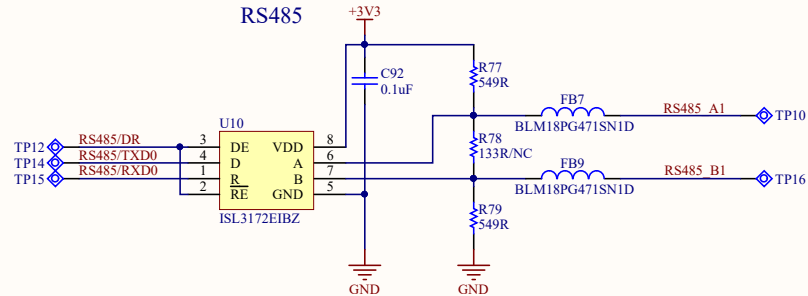 RS485
+3V3
C92
0.1uF
R77
549R
FB7
BLM18PG471SN1D
RS485_A1
TP10
U10
TP12
RS485/DR
3
DE
VDD
8
TP14
RS485/TXD0
4
D
A
6
R78
133R/NC
TP15
RS485/RXD0
1
R
B
7
FB9
BLM18PG471SN1D
RS485_B1
TP16
2
RE
GND
5
ISL3172EIBZ
R79
549R
GND
GND